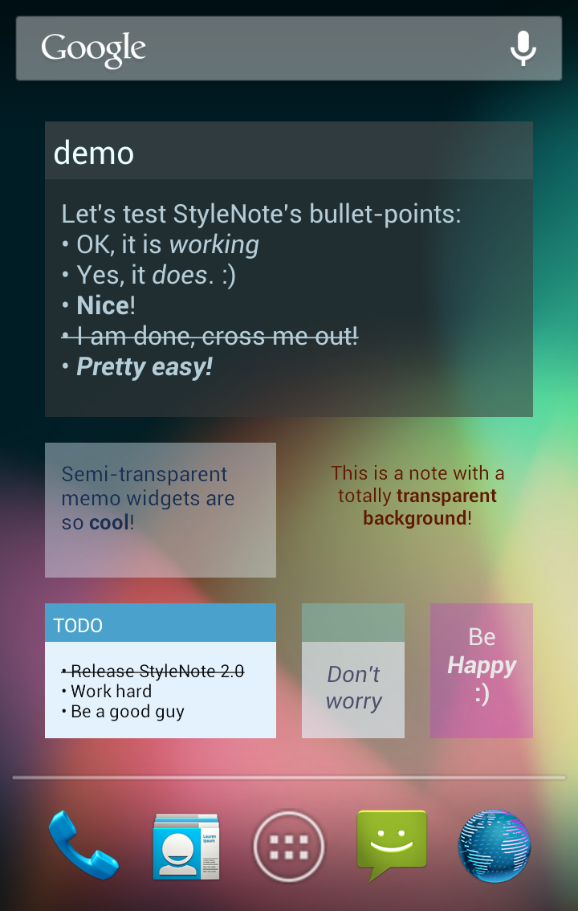 Google
demo
Let's test StyleNote's bullet-points:
• OK, it is working
• Yes, it does. :)
• Nice!
• I am done, cross me out!
• Pretty easy!
Semi-transparent
memo widgets are
so cool!
This is a note with a
totally transparent
background!
TODO
• Release StyleNote 2.0
• Work hard
• Be a good guy
Don't
worry
Be
Happy
:)